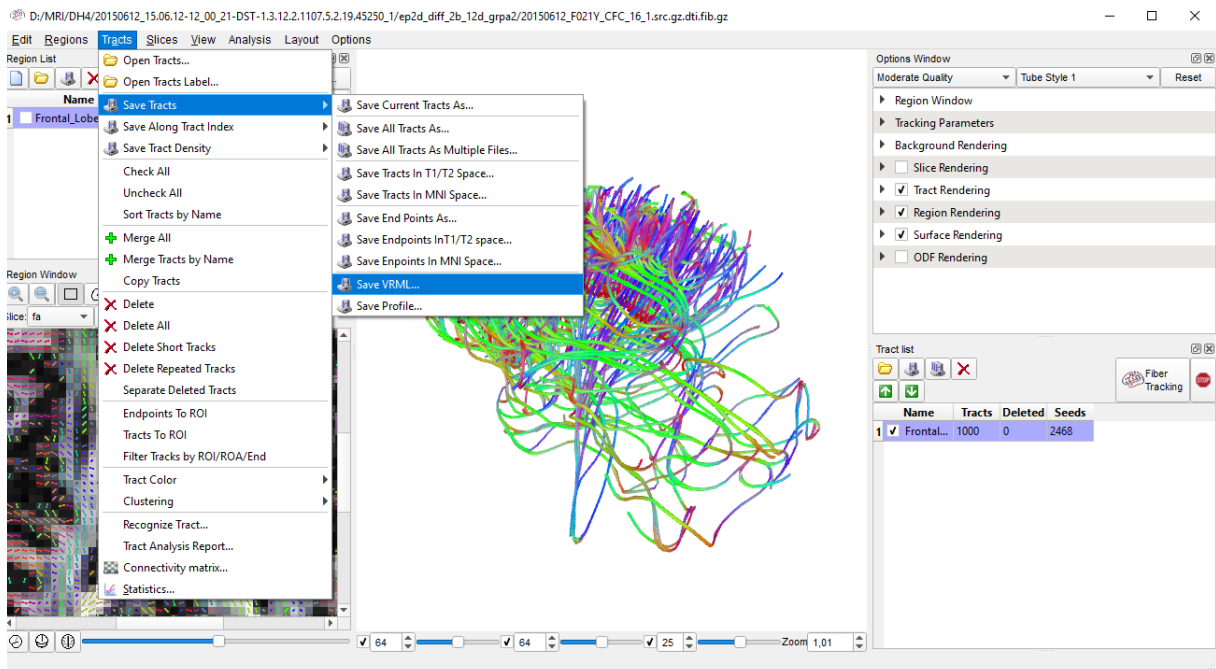 D:/MRI/DH4/20150612_15.06.12-12_00_21-DST-1.3.12.2.1107.5.2.19.45250_1/ep2d_diff_2b_12d_grpa2/20150612_F021Y_CFC_16_1.src.gz.dti.fib.gz
Edit Regions Tracts Slices View Analysis Layout Options
Region List
Name
1 Frontal_Lobe
Region Window
Slice: fa
Open Tracts...
Open Tracts Label...
Save Tracts
Save Along Tract Index
Save Tract Density
Check All
Uncheck All
Sort Tracts by Name
Merge All
Merge Tracts by Name
Copy Tracts
Delete
Delete All
Delete Short Tracks
Delete Repeated Tracks
Separate Deleted Tracts
Endpoints To ROI
Tracts To ROI
Filter Tracks by ROI/ROA/End
Tract Color
Clustering
Recognize Tract...
Tract Analysis Report...
Connectivity matrix...
Statistics...
Save Current Tracts As...
Save All Tracts As...
Save All Tracts As Multiple Files...
Save Tracts In T1/T2 Space...
Save Tracts In MNI Space...
Save End Points As...
Save Endpoints InT1/T2 space...
Save Enpoints In MNI Space...
Save VRML...
Save Profile...
64 64 25 Zoom 1,01
Options Window
Moderate Quality Tube Style 1 Reset
Region Window
Tracking Parameters
Background Rendering
Slice Rendering
Tract Rendering
Region Rendering
Surface Rendering
ODF Rendering
Tract list
Fiber Tracking STOP
Name Tracts Deleted Seeds
1 Frontal... 1000 0 2468